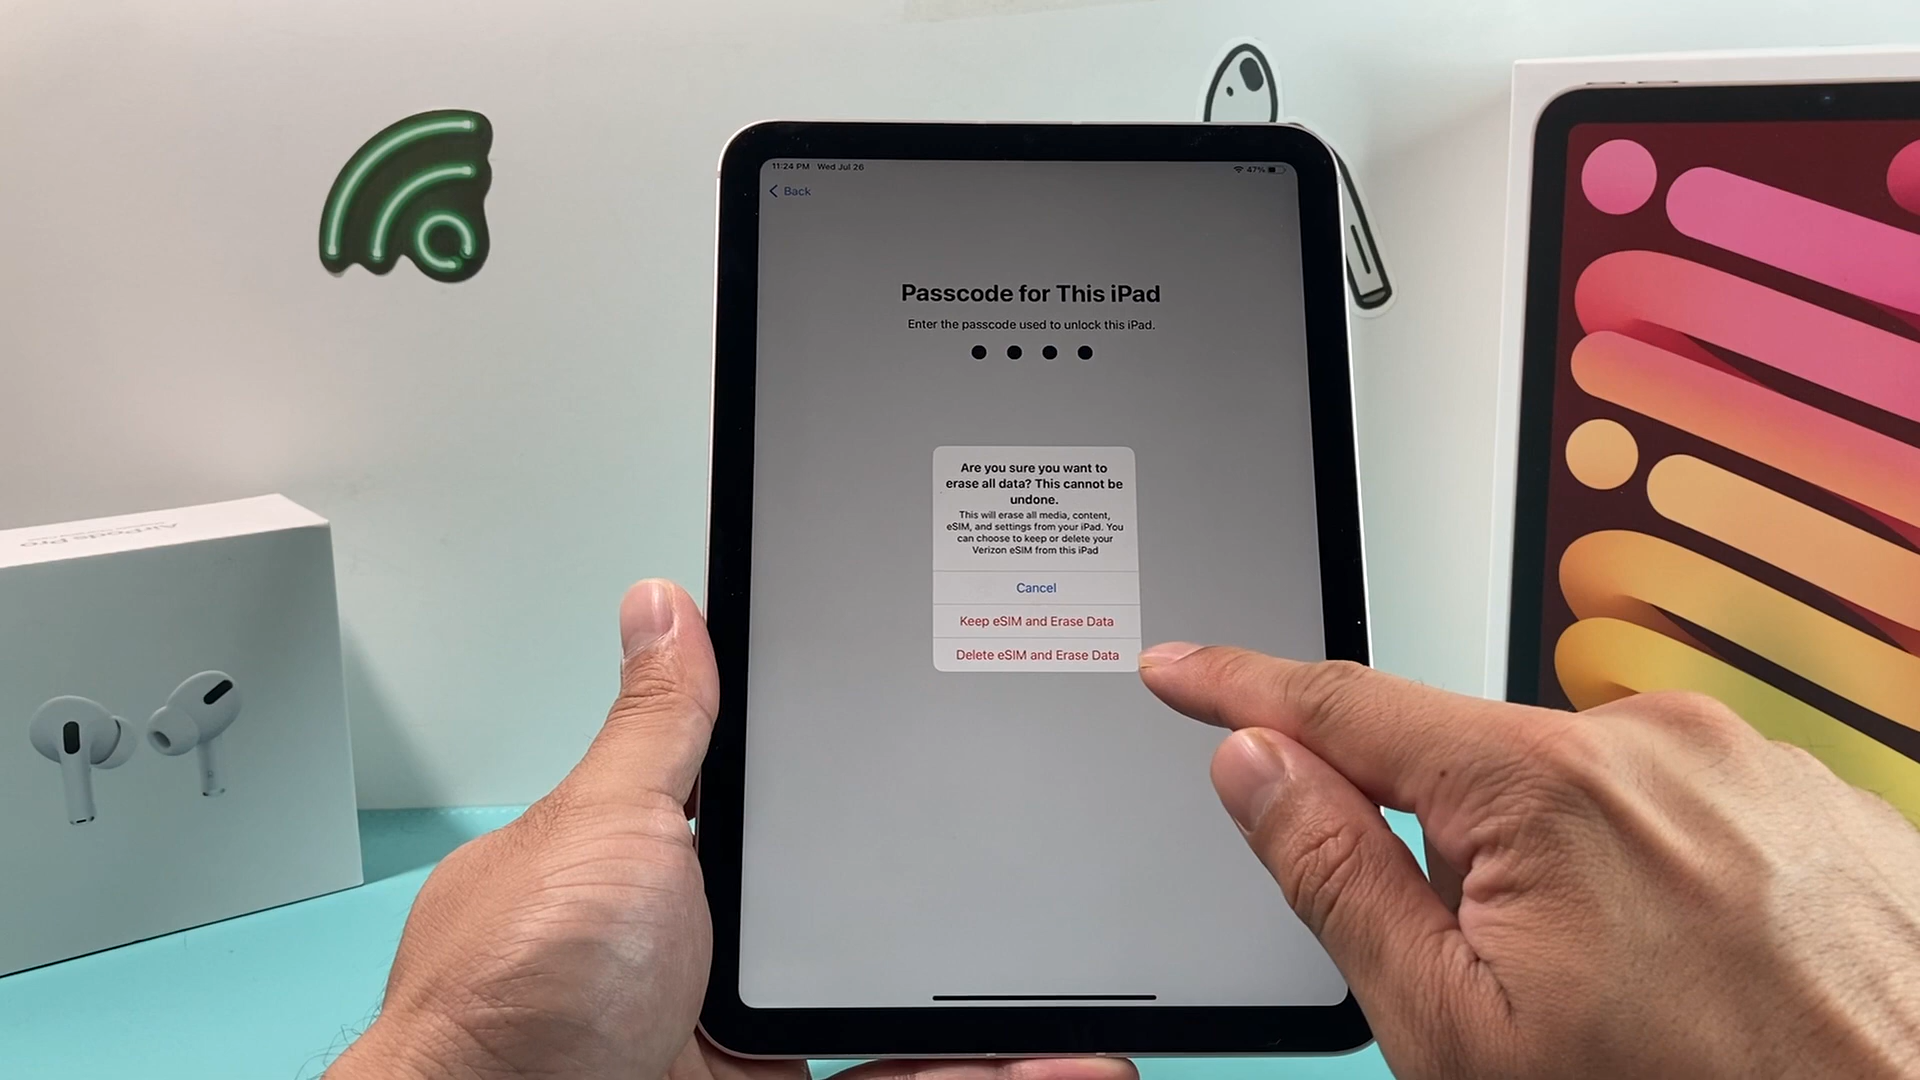 11:24 PM Wed Jul 26
47%
Back
Passcode for This iPad
Enter the passcode used to unlock this iPad.
Are you sure you want to
erase all data? This cannot be
undone.
This will erase all media, content,
eSIM, and settings from your iPad. You
can choose to keep or delete your
Verizon eSIM from this iPad
Cancel
Keep eSIM and Erase Data
Delete eSIM and Erase Data
AirPods Pro